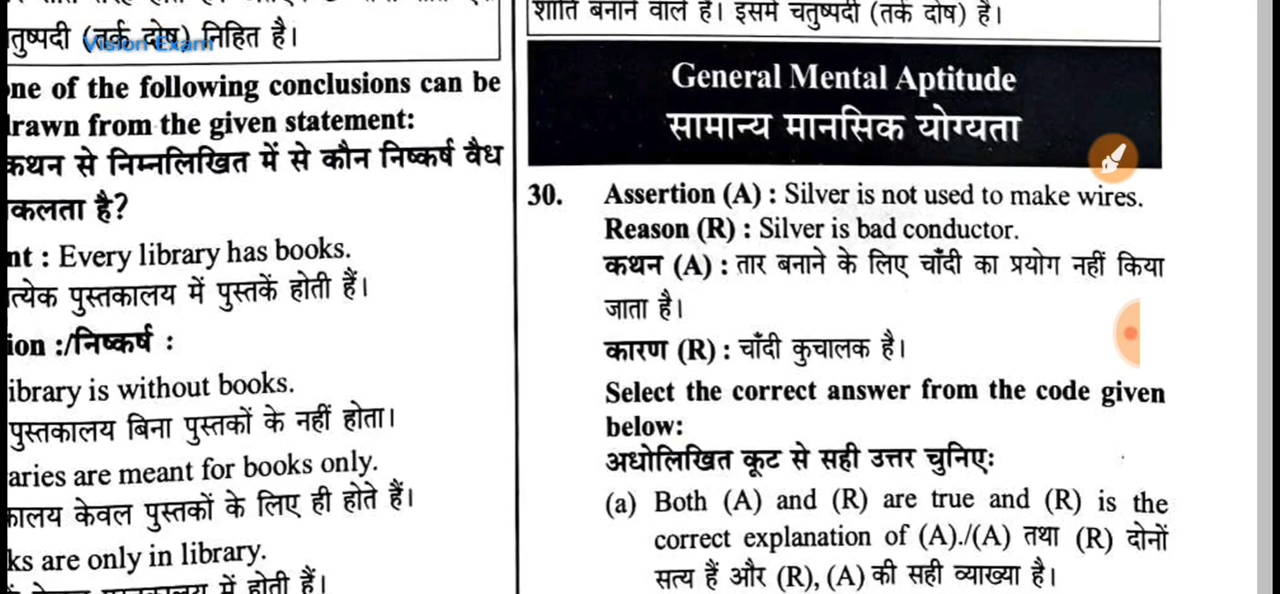 तुष्पदी (तर्क दोष) निहित है।
Vision Exam
one of the following conclusions can be
drawn from the given statement:
कथन से निम्नलिखित में से कौन निष्कर्ष वैध
कलता है?
nt : Every library has books.
त्येक पुस्तकालय में पुस्तकें होती हैं।
ion :/निष्कर्ष :
ibrary is without books.
पुस्तकालय बिना पुस्तकों के नहीं होता।
aries are meant for books only.
कालय केवल पुस्तकों के लिए ही होते हैं।
ks are only in library.
में होती हैं।
शांति बनाने वाले हैं। इसमें चतुष्पदी (तर्क दोष) है।
General Mental Aptitude
सामान्य मानसिक योग्यता
30. Assertion (A) : Silver is not used to make wires.
Reason (R) : Silver is bad conductor.
कथन (A) : तार बनाने के लिए चाँदी का प्रयोग नहीं किया
जाता है।
कारण (R) : चाँदी कुचालक है।
Select the correct answer from the code given
below:
अधोलिखित कूट से सही उत्तर चुनिए:
(a) Both (A) and (R) are true and (R) is the
correct explanation of (A)./(A) तथा (R) दोनों
सत्य हैं और (R), (A) की सही व्याख्या है।